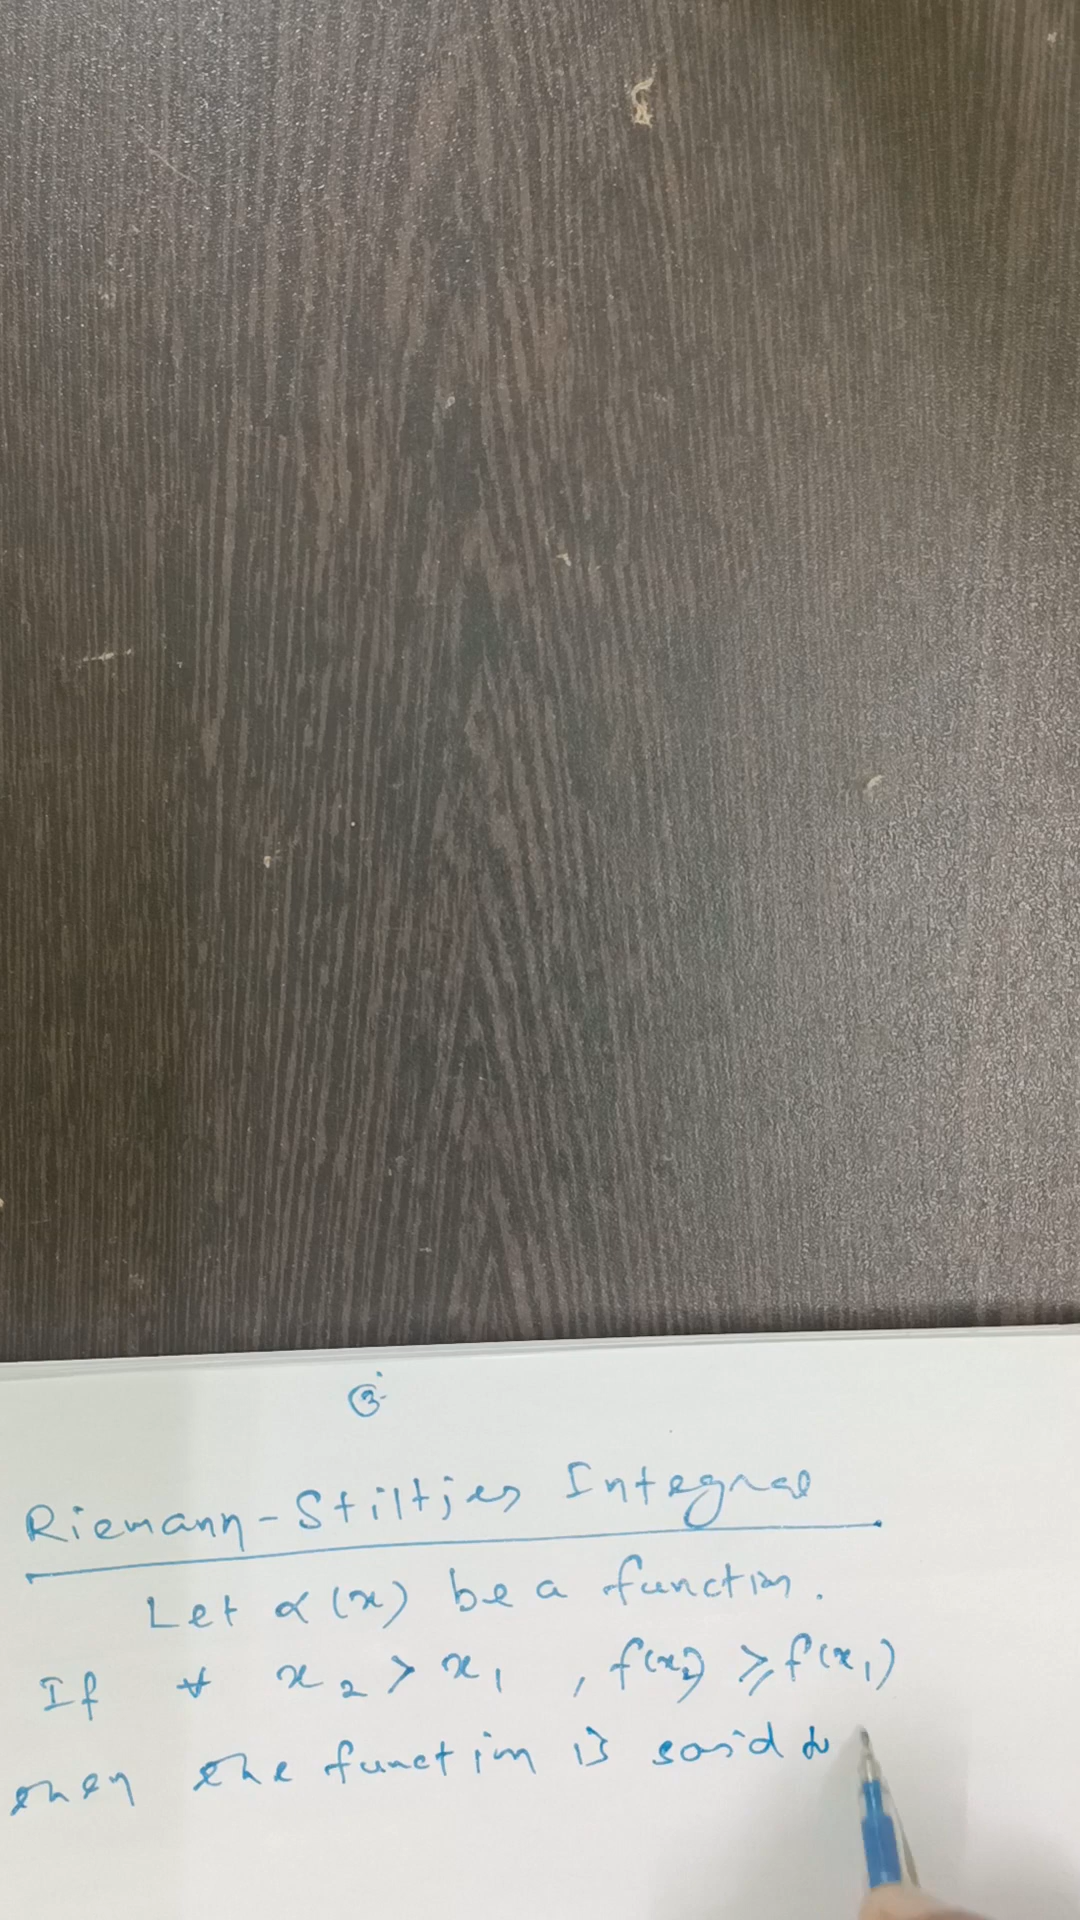 ③
Riemann-Stiltjes Integral
Let α(x) be a function.
If ∀ x₂ > x₁ , f(x₂) ⩾ f(x₁)
then the function is said to